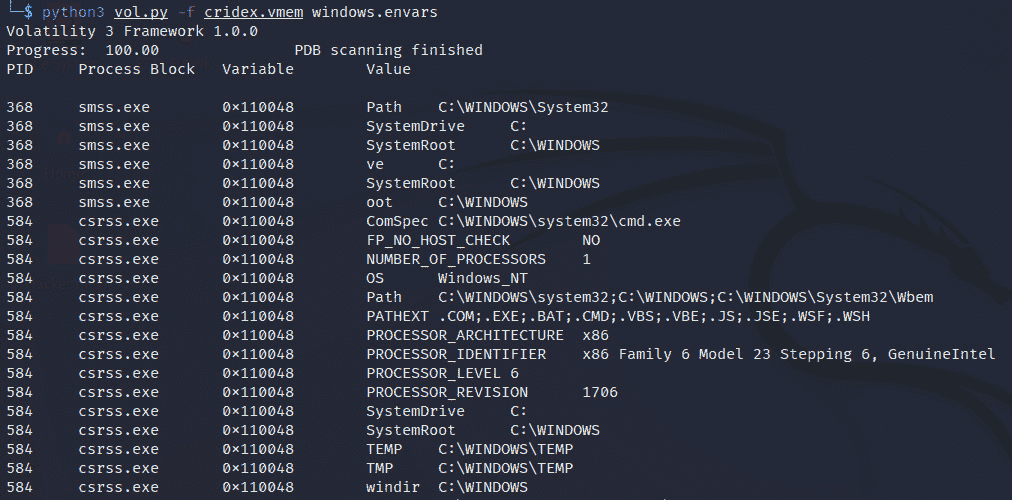 └─$ python3 vol.py -f cridex.vmem windows.envars
Volatility 3 Framework 1.0.0
Progress:  100.00               PDB scanning finished
PID     Process Block   Variable        Value
368     smss.exe        0×110048        Path    C:\WINDOWS\System32
368     smss.exe        0×110048        SystemDrive     C:
368     smss.exe        0×110048        SystemRoot      C:\WINDOWS
368     smss.exe        0×110048        ve      C:
368     smss.exe        0×110048        SystemRoot      C:\WINDOWS
368     smss.exe        0×110048        oot     C:\WINDOWS
584     csrss.exe       0×110048        ComSpec C:\WINDOWS\system32\cmd.exe
584     csrss.exe       0×110048        FP_NO_HOST_CHECK        NO
584     csrss.exe       0×110048        NUMBER_OF_PROCESSORS    1
584     csrss.exe       0×110048        OS      Windows_NT
584     csrss.exe       0×110048        Path    C:\WINDOWS\system32;C:\WINDOWS;C:\WINDOWS\System32\Wbem
584     csrss.exe       0×110048        PATHEXT .COM;.EXE;.BAT;.CMD;.VBS;.VBE;.JS;.JSE;.WSF;.WSH
584     csrss.exe       0×110048        PROCESSOR_ARCHITECTURE  x86
584     csrss.exe       0×110048        PROCESSOR_IDENTIFIER    x86 Family 6 Model 23 Stepping 6, GenuineIntel
584     csrss.exe       0×110048        PROCESSOR_LEVEL 6
584     csrss.exe       0×110048        PROCESSOR_REVISION      1706
584     csrss.exe       0×110048        SystemDrive     C:
584     csrss.exe       0×110048        SystemRoot      C:\WINDOWS
584     csrss.exe       0×110048        TEMP    C:\WINDOWS\TEMP
584     csrss.exe       0×110048        TMP     C:\WINDOWS\TEMP
584     csrss.exe       0×110048        windir  C:\WINDOWS